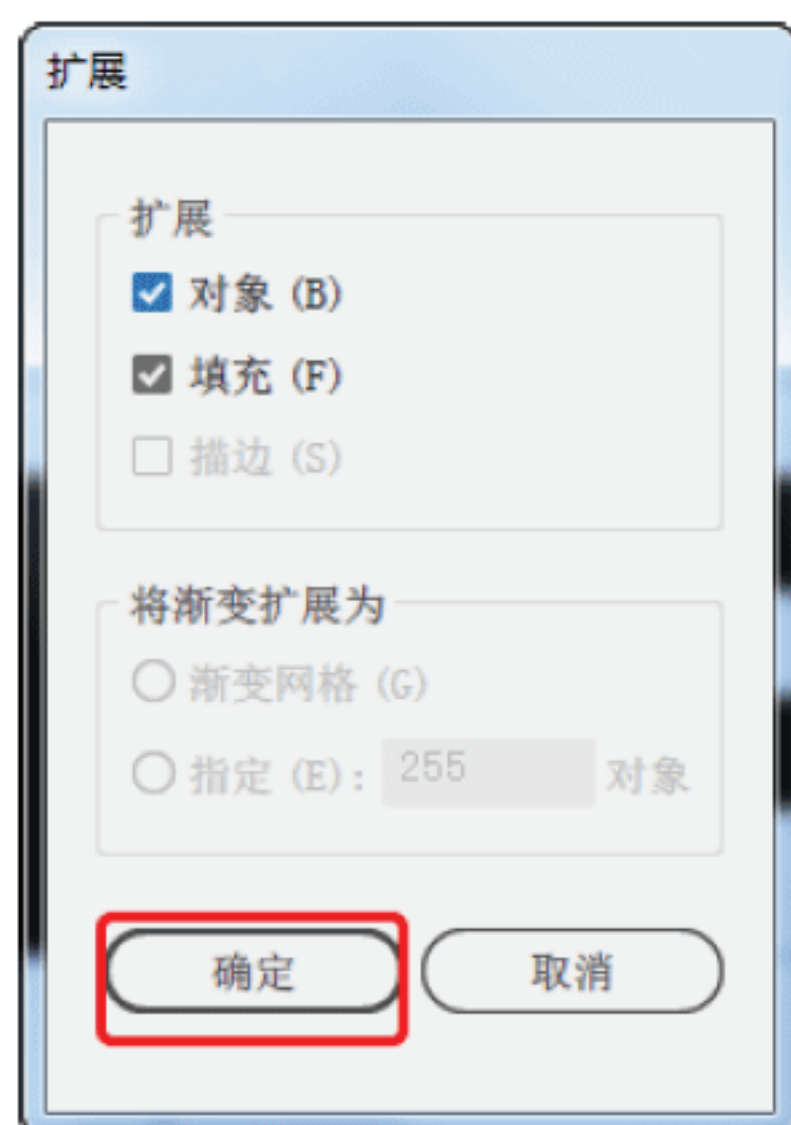 扩展
扩展
对象 (B)
填充 (F)
描边 (S)
将渐变扩展为
渐变网格 (G)
指定 (E): 255 对象
确定 取消